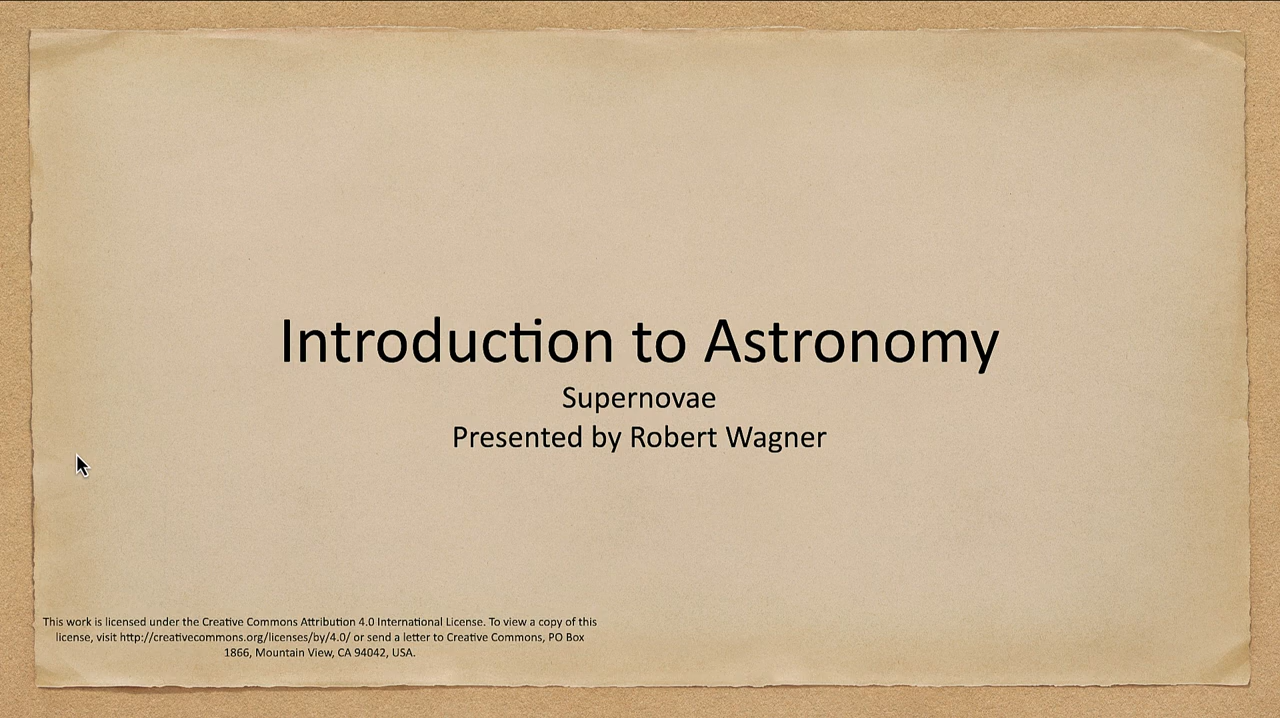 Introduction to Astronomy
Supernovae
Presented by Robert Wagner
This work is licensed under the Creative Commons Attribution 4.0 International License. To view a copy of this
license, visit http://creativecommons.org/licenses/by/4.0/ or send a letter to Creative Commons, PO Box
1866, Mountain View, CA 94042, USA.